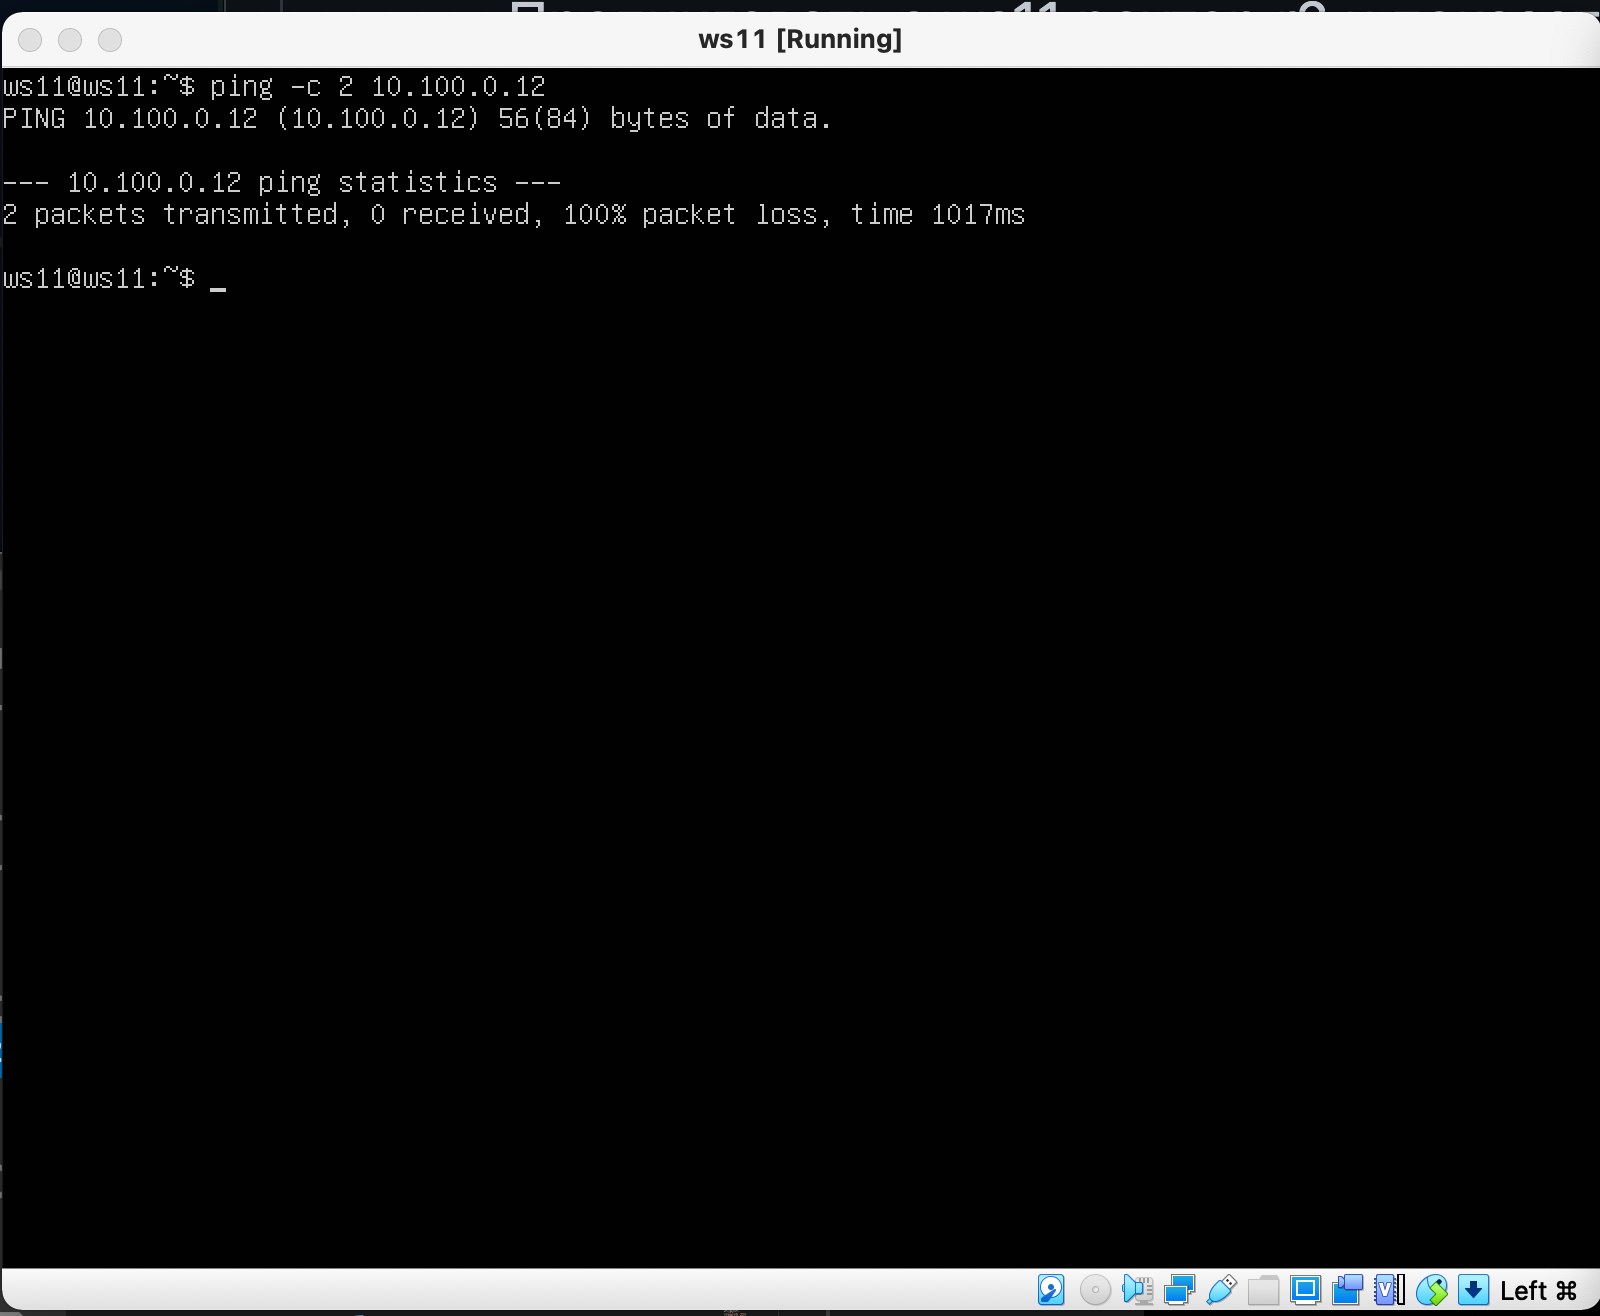 ws11 [Running]
ws11@ws11:~$ ping -c 2 10.100.0.12
PING 10.100.0.12 (10.100.0.12) 56(84) bytes of data.
--- 10.100.0.12 ping statistics ---
2 packets transmitted, 0 received, 100% packet loss, time 1017ms
ws11@ws11:~$ _
Left ⌘